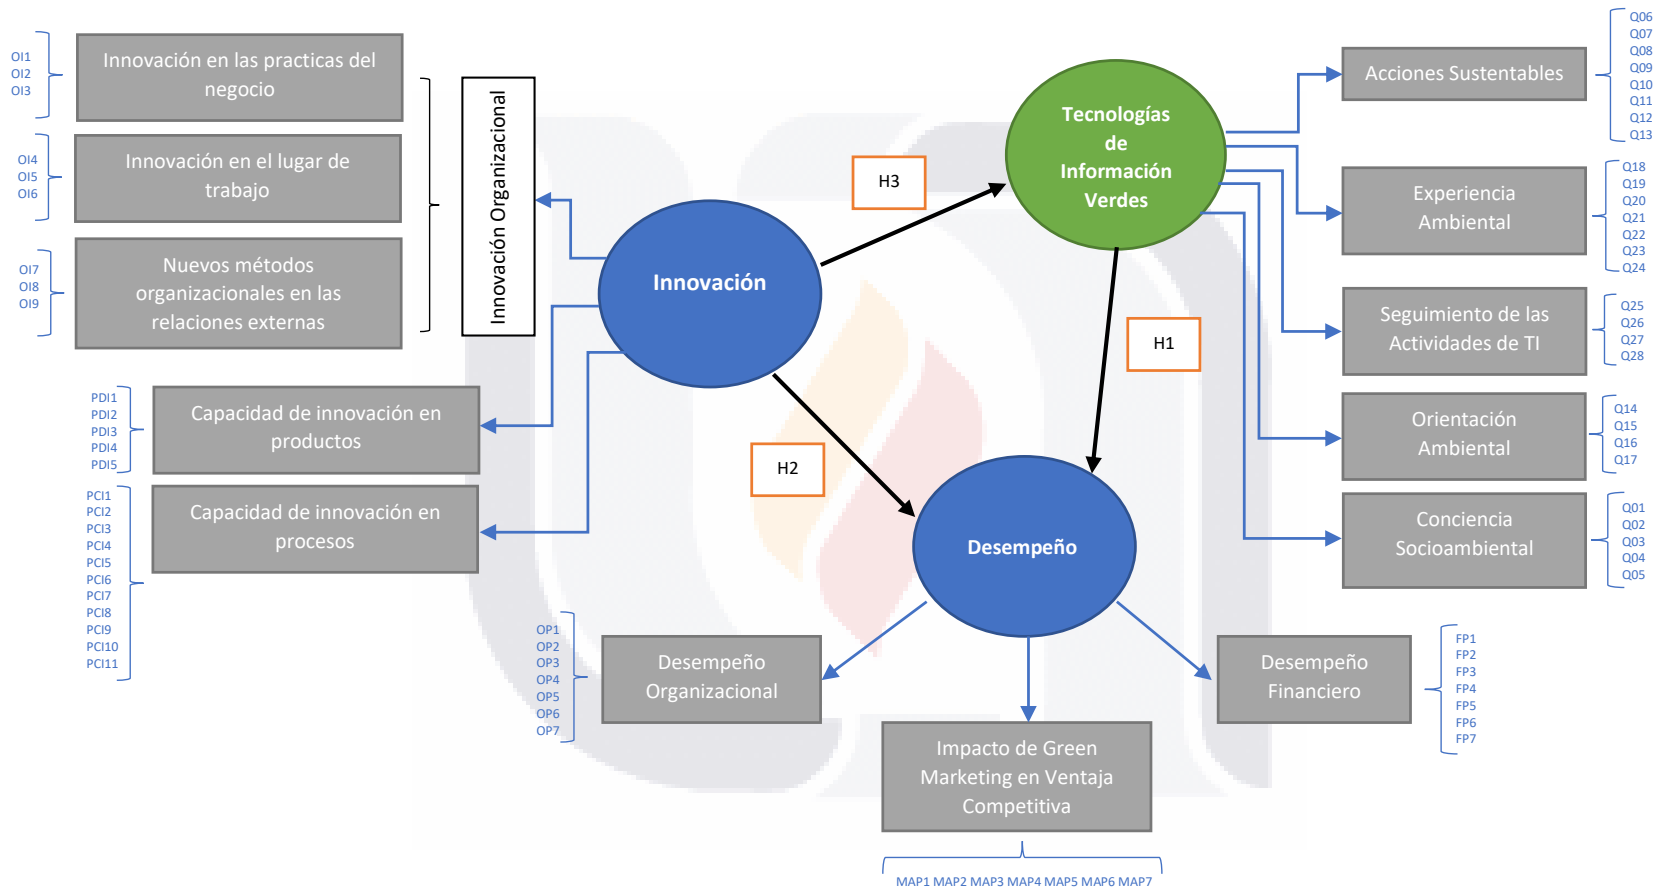 OI1
OI2
OI3
Innovación en las practicas del
negocio
OI4
OI5
OI6
Innovación en el lugar de
trabajo
OI7
OI8
OI9
Nuevos métodos
organizacionales en las
relaciones externas
Innovación Organizacional
PDI1
PDI2
PDI3
PDI4
PDI5
Capacidad de innovación en
productos
PCI1
PCI2
PCI3
PCI4
PCI5
PCI6
PCI7
PCI8
PCI9
PCI10
PCI11
Capacidad de innovación en
procesos
Innovación
H3
H2
H1
Tecnologías
de
Información
Verdes
Desempeño
Acciones Sustentables
Q06
Q07
Q08
Q09
Q10
Q11
Q12
Q13
Experiencia
Ambiental
Q18
Q19
Q20
Q21
Q22
Q23
Q24
Seguimiento de las
Actividades de TI
Q25
Q26
Q27
Q28
Orientación
Ambiental
Q14
Q15
Q16
Q17
Conciencia
Socioambiental
Q01
Q02
Q03
Q04
Q05
OP1
OP2
OP3
OP4
OP5
OP6
OP7
Desempeño
Organizacional
Impacto de Green
Marketing en Ventaja
Competitiva
MAP1 MAP2 MAP3 MAP4 MAP5 MAP6 MAP7
Desempeño
Financiero
FP1
FP2
FP3
FP4
FP5
FP6
FP7